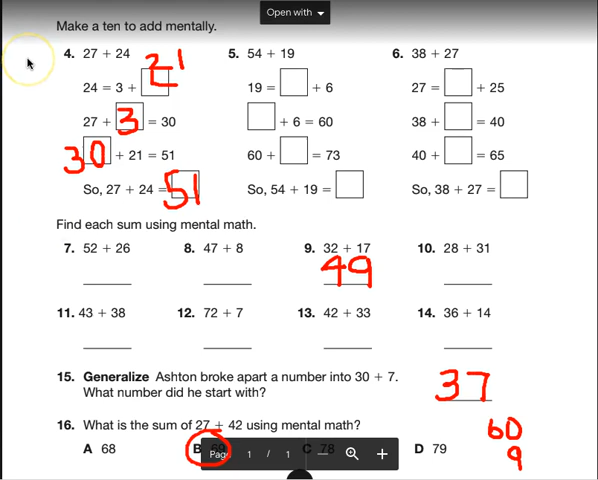 Open with
Make a ten to add mentally.
4. 27 + 24 5. 54 + 19 6. 38 + 27
24 = 3 + 21 19 = + 6 27 = + 25
27 + 3 = 30 + 6 = 60 38 + = 40
30 + 21 = 51 60 + = 73 40 + = 65
So, 27 + 24 = 51 So, 54 + 19 = So, 38 + 27 =
Find each sum using mental math.
7. 52 + 26 8. 47 + 8 9. 32 + 17 10. 28 + 31
49
11. 43 + 38 12. 72 + 7 13. 42 + 33 14. 36 + 14
15. Generalize Ashton broke apart a number into 30 + 7.
What number did he start with?
37
16. What is the sum of 27 + 42 using mental math?
60
A 68 B 69 C 78 D 79
9
Page 1 / 1